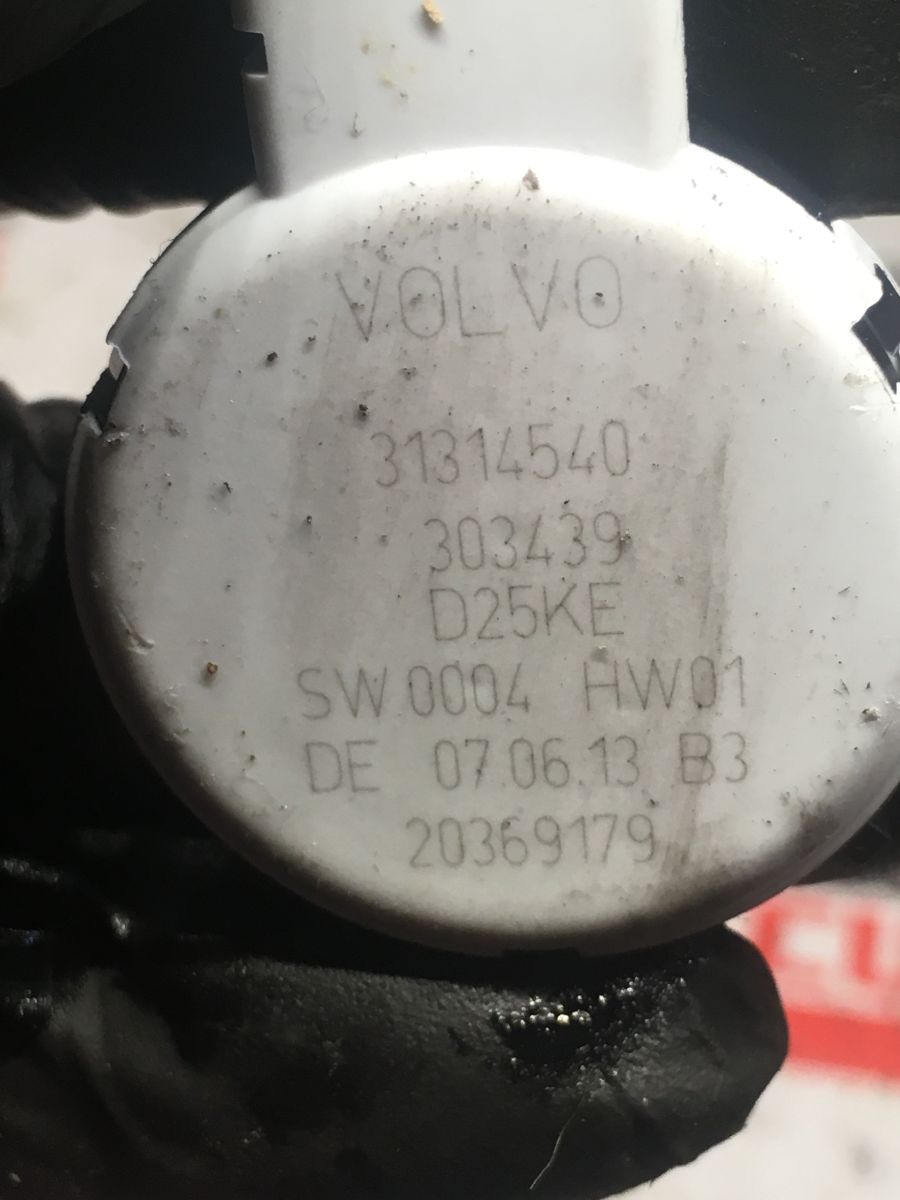 VOLVO
31314540
303439
D25KE
SW 0004 HW01
DE 07.06.13 B3
20369179